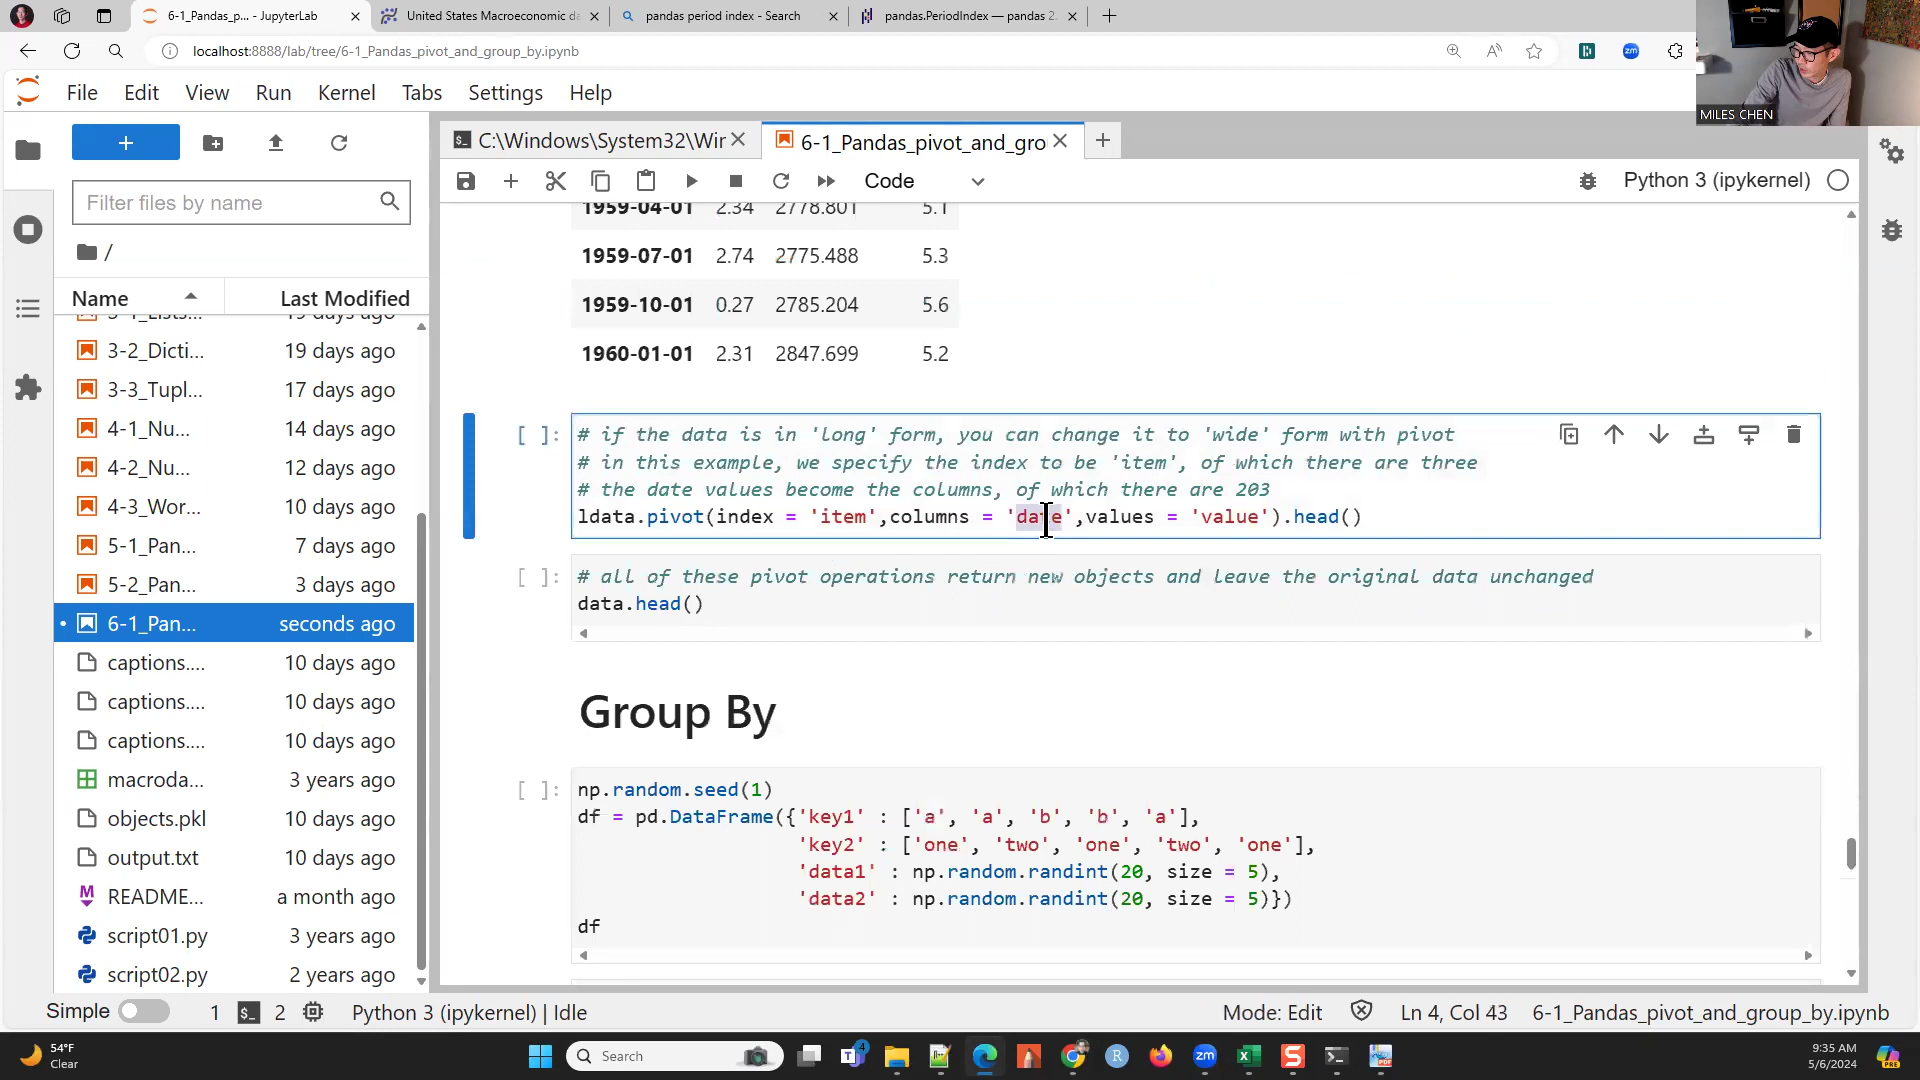 6-1_Pandas_p... - JupyterLab
United States Macroeconomic da
pandas period index - Search
pandas.PeriodIndex — pandas 2.
localhost:8888/lab/tree/6-1_Pandas_pivot_and_group_by.ipynb
MILES CHEN
File Edit View Run Kernel Tabs Settings Help
C:\Windows\System32\Wir
6-1_Pandas_pivot_and_gro
Code
Python 3 (ipykernel)
Filter files by name
/
Name Last Modified
3-2_Dicti... 19 days ago
3-3_Tupl... 17 days ago
4-1_Nu... 14 days ago
4-2_Nu... 12 days ago
4-3_Wor... 10 days ago
5-1_Pan... 7 days ago
5-2_Pan... 3 days ago
6-1_Pan... seconds ago
captions.... 10 days ago
captions.... 10 days ago
captions.... 10 days ago
macroda... 3 years ago
objects.pkl 10 days ago
output.txt 10 days ago
README... a month ago
script01.py 3 years ago
script02.py 2 years ago
1959-04-01 2.34 2778.801 5.1
1959-07-01 2.74 2775.488 5.3
1959-10-01 0.27 2785.204 5.6
1960-01-01 2.31 2847.699 5.2
[ ]: # if the data is in 'long' form, you can change it to 'wide' form with pivot
# in this example, we specify the index to be 'item', of which there are three
# the date values become the columns, of which there are 203
ldata.pivot(index = 'item',columns = 'date',values = 'value').head()
[ ]: # all of these pivot operations return new objects and leave the original data unchanged
data.head()
Group By
[ ]: np.random.seed(1)
df = pd.DataFrame({'key1' : ['a', 'a', 'b', 'b', 'a'],
'key2' : ['one', 'two', 'one', 'two', 'one'],
'data1' : np.random.randint(20, size = 5),
'data2' : np.random.randint(20, size = 5)})
df
Simple 1 2 Python 3 (ipykernel) | Idle
Mode: Edit Ln 4, Col 43 6-1_Pandas_pivot_and_group_by.ipynb
54°F
Clear
Search
9:35 AM
5/6/2024